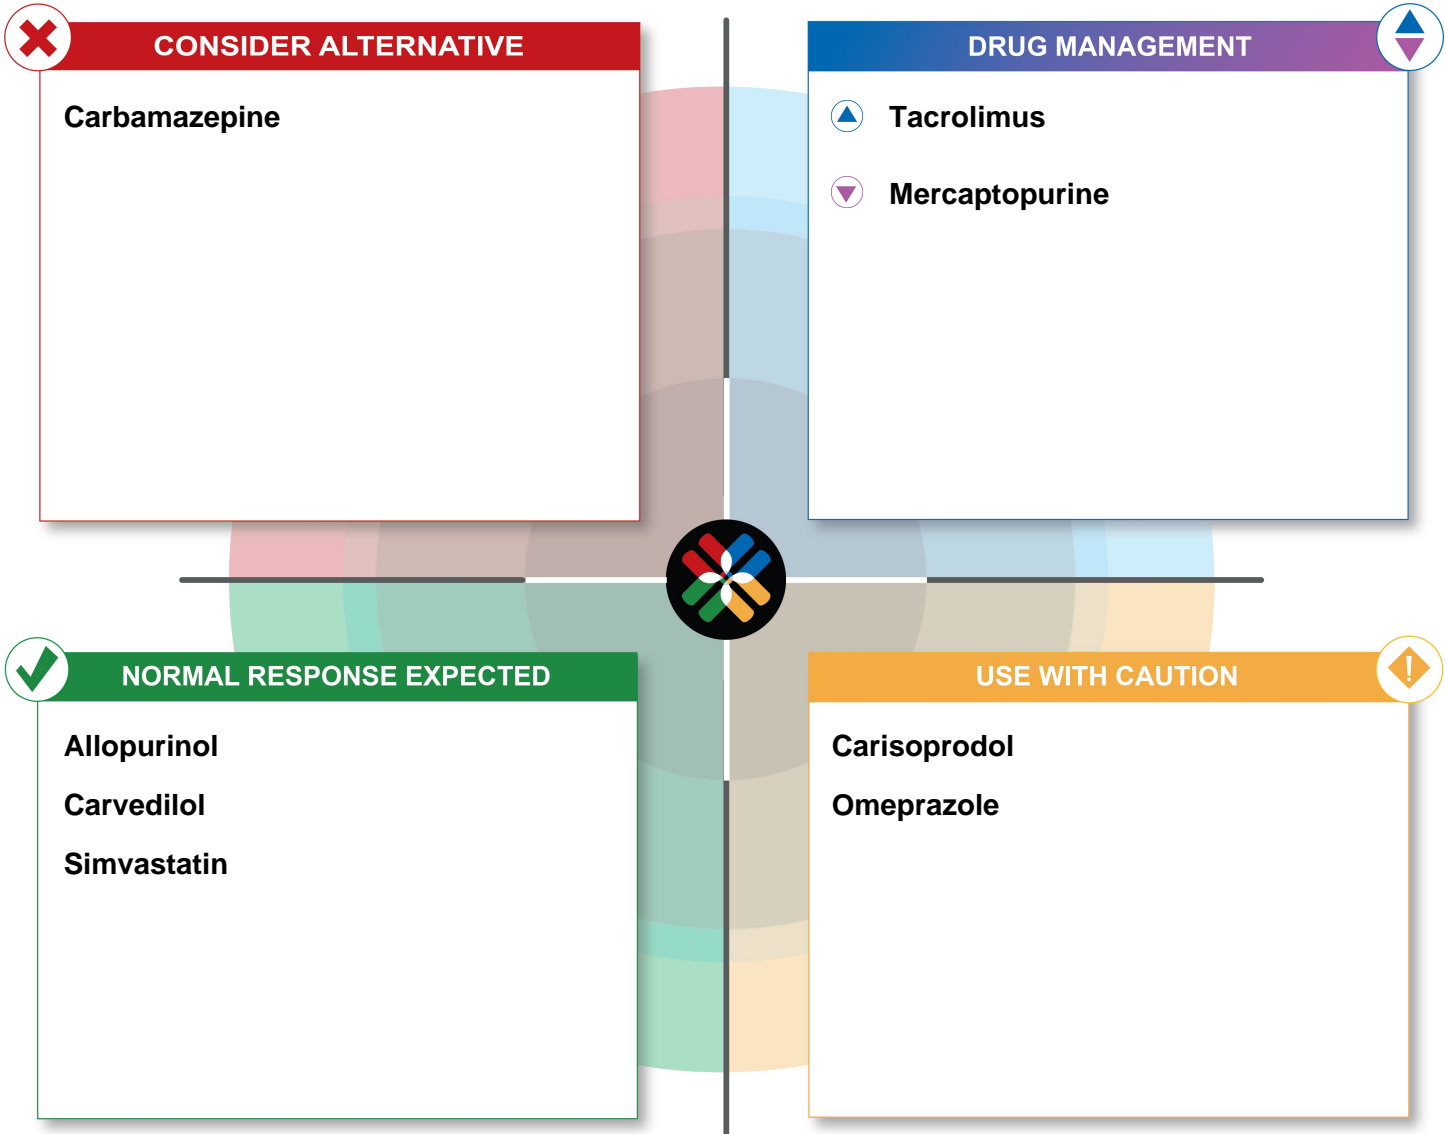 CONSIDER ALTERNATIVE
Carbamazepine
DRUG MANAGEMENT
Tacrolimus
Mercaptopurine
NORMAL RESPONSE EXPECTED
Allopurinol
Carvedilol
Simvastatin
USE WITH CAUTION
!
Carisoprodol
Omeprazole